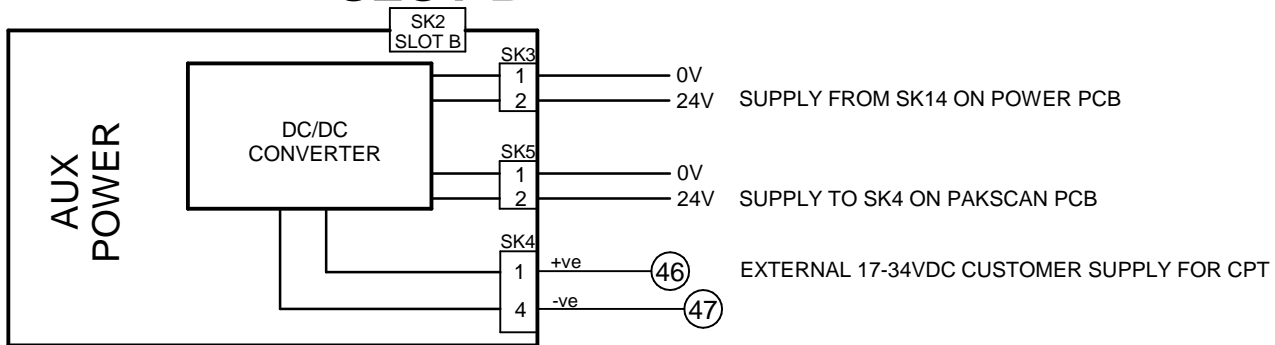 SK2
SLOT B
SK3
1
0V
2
24V
SUPPLY FROM SK14 ON POWER PCB
DC/DC
CONVERTER
AUX
POWER
SK5
1
0V
2
24V
SUPPLY TO SK4 ON PAKSCAN PCB
SK4
1
+ve
46
EXTERNAL 17-34VDC CUSTOMER SUPPLY FOR CPT
4
-ve
47